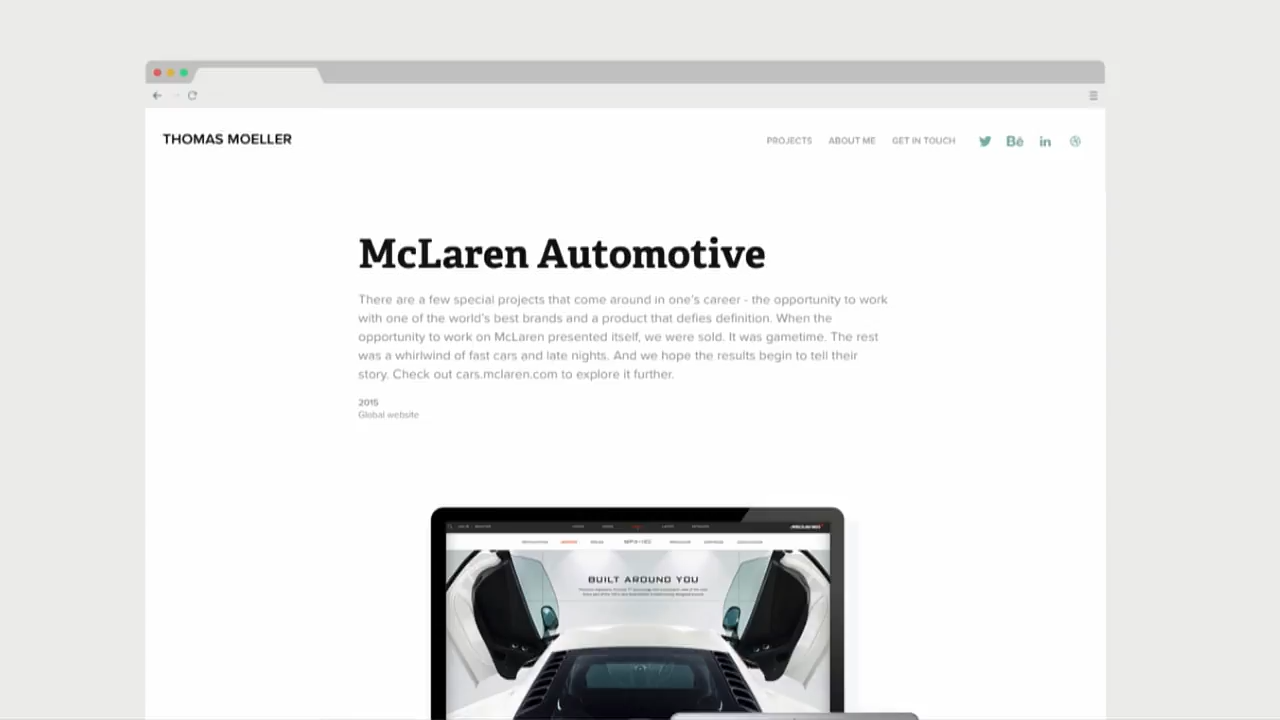 THOMAS MOELLER
PROJECTS ABOUT ME GET IN TOUCH Bē in
McLaren Automotive
There are a few special projects that come around in one's career - the opportunity to work
with one of the world's best brands and a product that defies definition. When the
opportunity to work on McLaren presented itself, we were sold. It was gametime. The rest
was a whirlwind of fast cars and late nights. And we hope the results begin to tell their
story. Check out cars.mclaren.com to explore it further.
2015
Global website
BUILT AROUND YOU